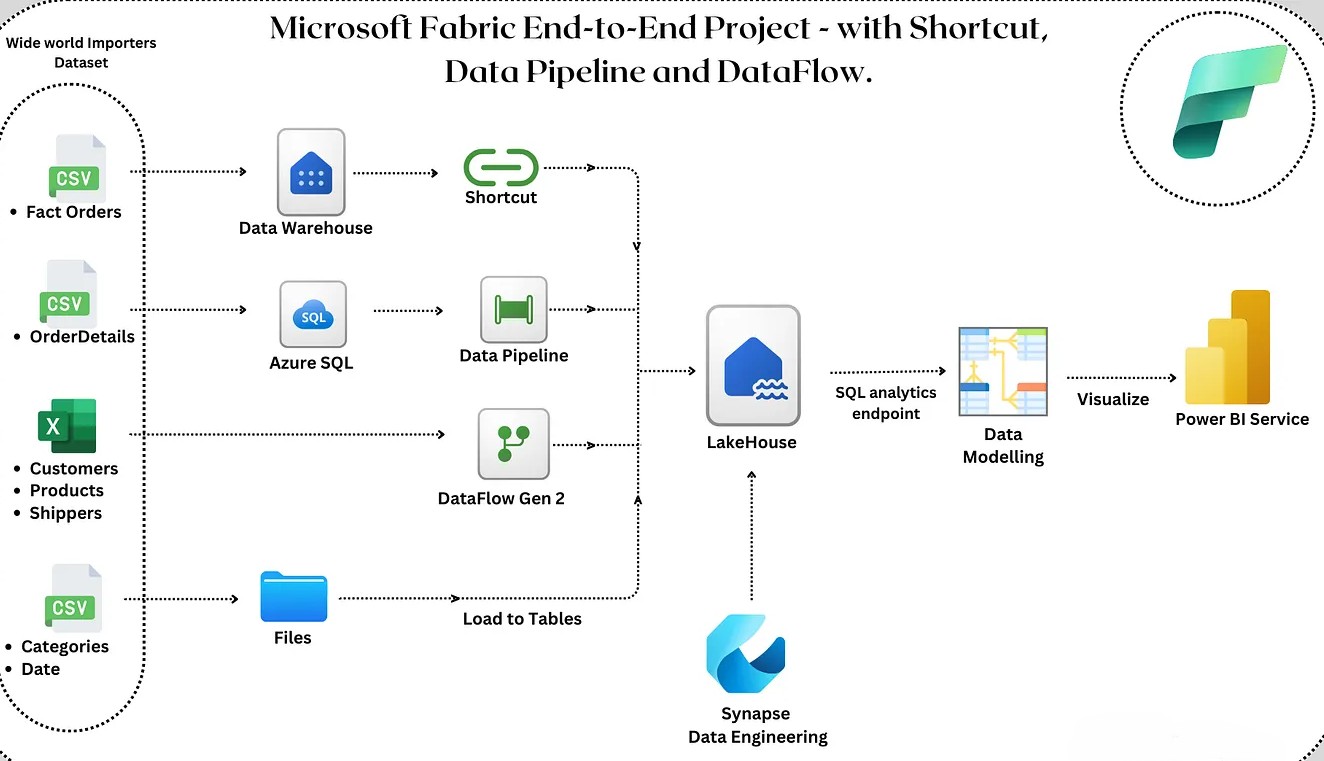 Microsoft Fabric End-to-End Project - with Shortcut,
Data Pipeline and DataFlow.
Wide world Importers
Dataset
CSV
• Fact Orders
Data Warehouse
Shortcut
CSV
• OrderDetails
SQL
Azure SQL
Data Pipeline
X
• Customers
• Products
• Shippers
DataFlow Gen 2
CSV
• Categories
• Date
Files
Load to Tables
LakeHouse
SQL analytics
endpoint
Data
Modelling
Visualize
Power BI Service
Synapse
Data Engineering